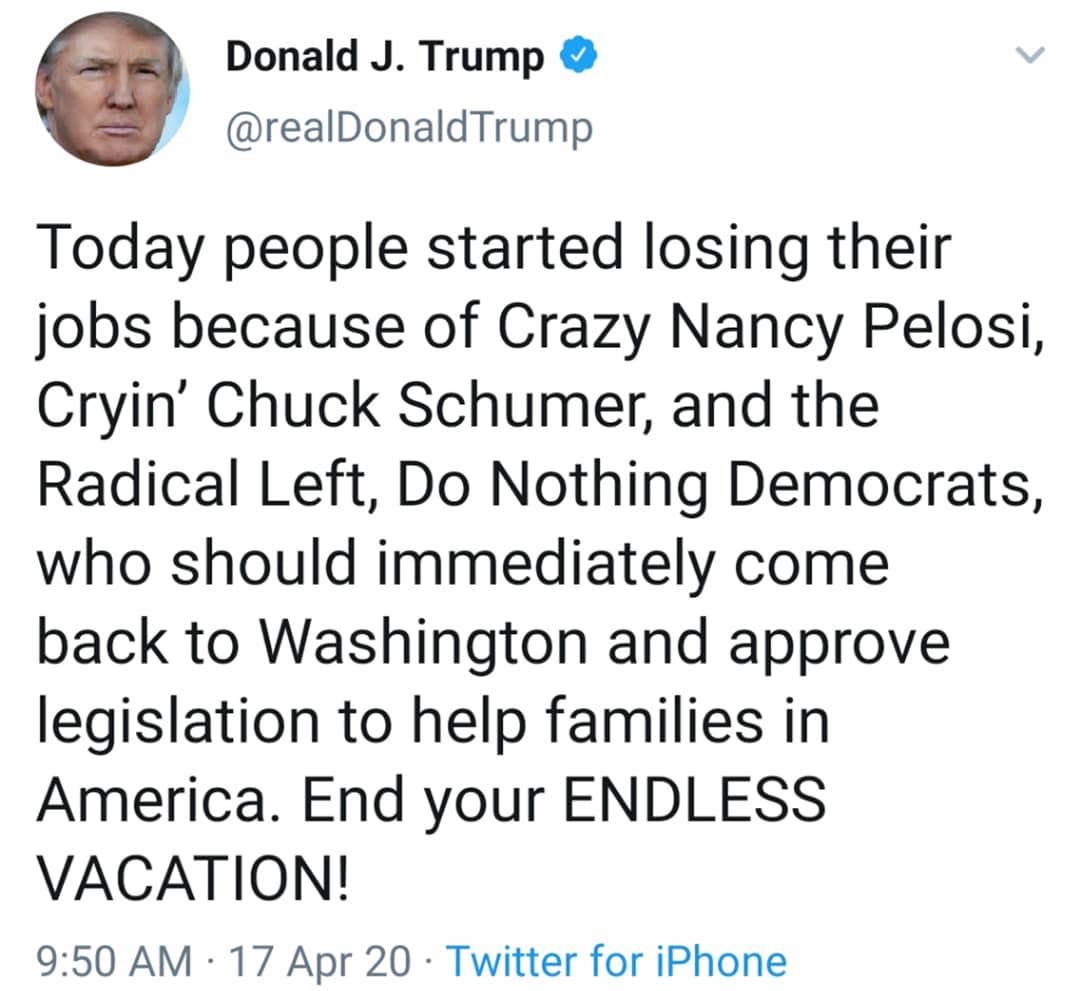 Donald J. Trump
@realDonaldTrump
Today people started losing their
jobs because of Crazy Nancy Pelosi,
Cryin’ Chuck Schumer, and the
Radical Left, Do Nothing Democrats,
who should immediately come
back to Washington and approve
legislation to help families in
America. End your ENDLESS
VACATION!
9:50 AM · 17 Apr 20 · Twitter for iPhone